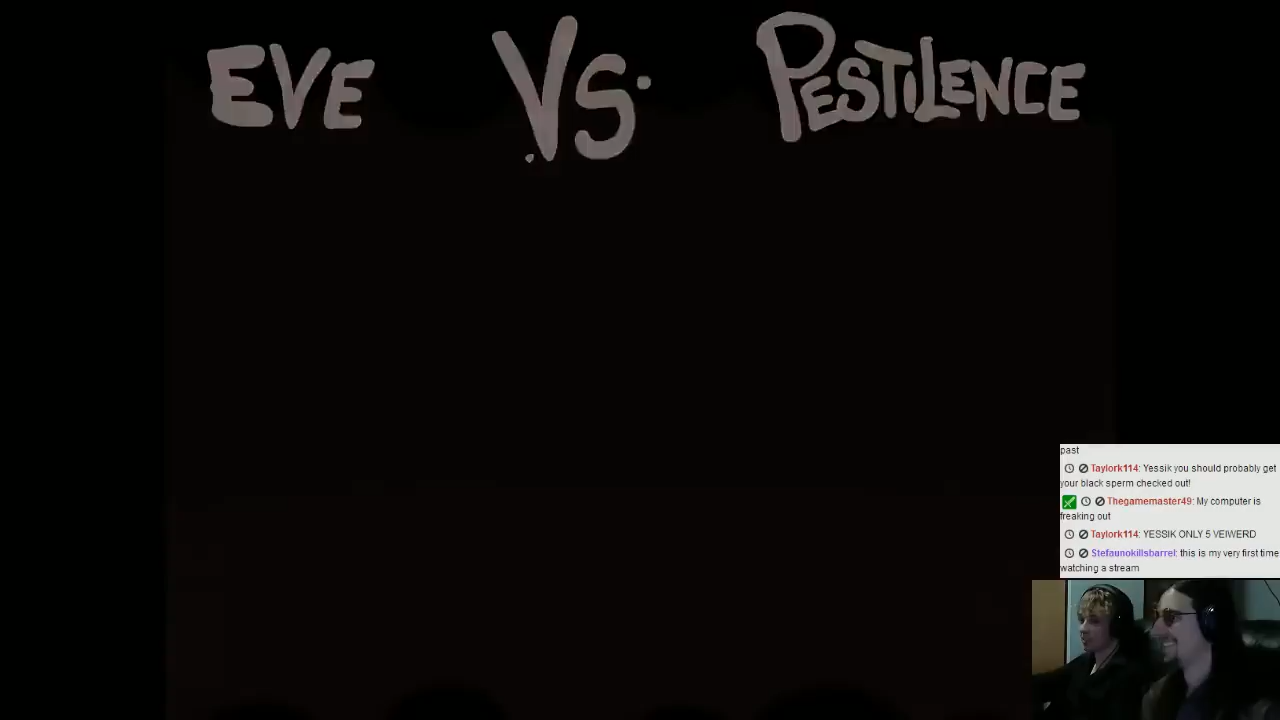 EVE VS. PESTILENCE
past
Taylork114: Yessik you should probably get
your black sperm checked out!
Thegamemaster49: My computer is
freaking out
Taylork114: YESSIK ONLY 5 VEIWERD
Stefaunokillsbarrel: this is my very first time
watching a stream